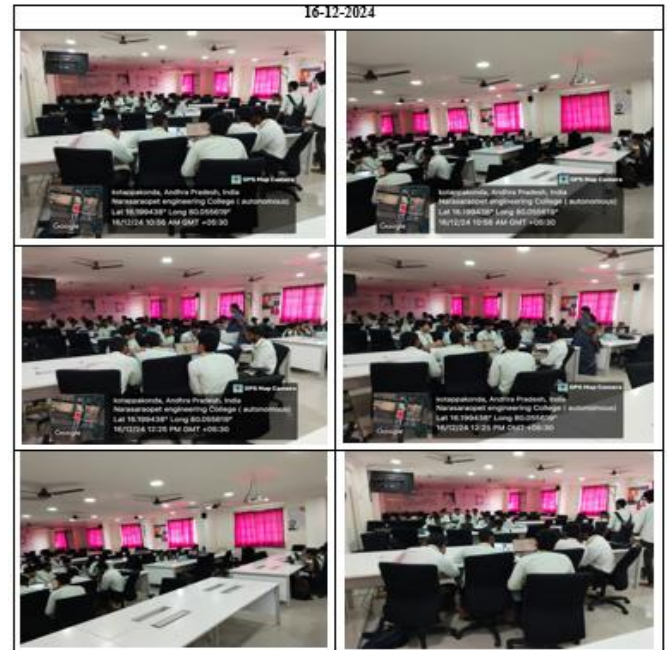 16-12-2024
GPS Map Camera
kotappakonda, Andhra Pradesh, India
Narasaraopet engineering College ( autonomous)
Lat 16.199438° Long 80.055619°
16/12/24 10:56 AM GMT +05:30
Google
GPS Map Camera
kotappakonda, Andhra Pradesh, India
Narasaraopet engineering College ( autonomous)
Lat 16.199438° Long 80.055619°
16/12/24 10:56 AM GMT +05:30
Google
GPS Map Camera
kotappakonda, Andhra Pradesh, India
Narasaraopet engineering College ( autonomous)
Lat 16.199438° Long 80.055619°
16/12/24 12:25 PM GMT +05:30
Google
GPS Map Camera
kotappakonda, Andhra Pradesh, India
Narasaraopet engineering College ( autonomous)
Lat 16.199438° Long 80.055619°
16/12/24 12:25 PM GMT +05:30
Google